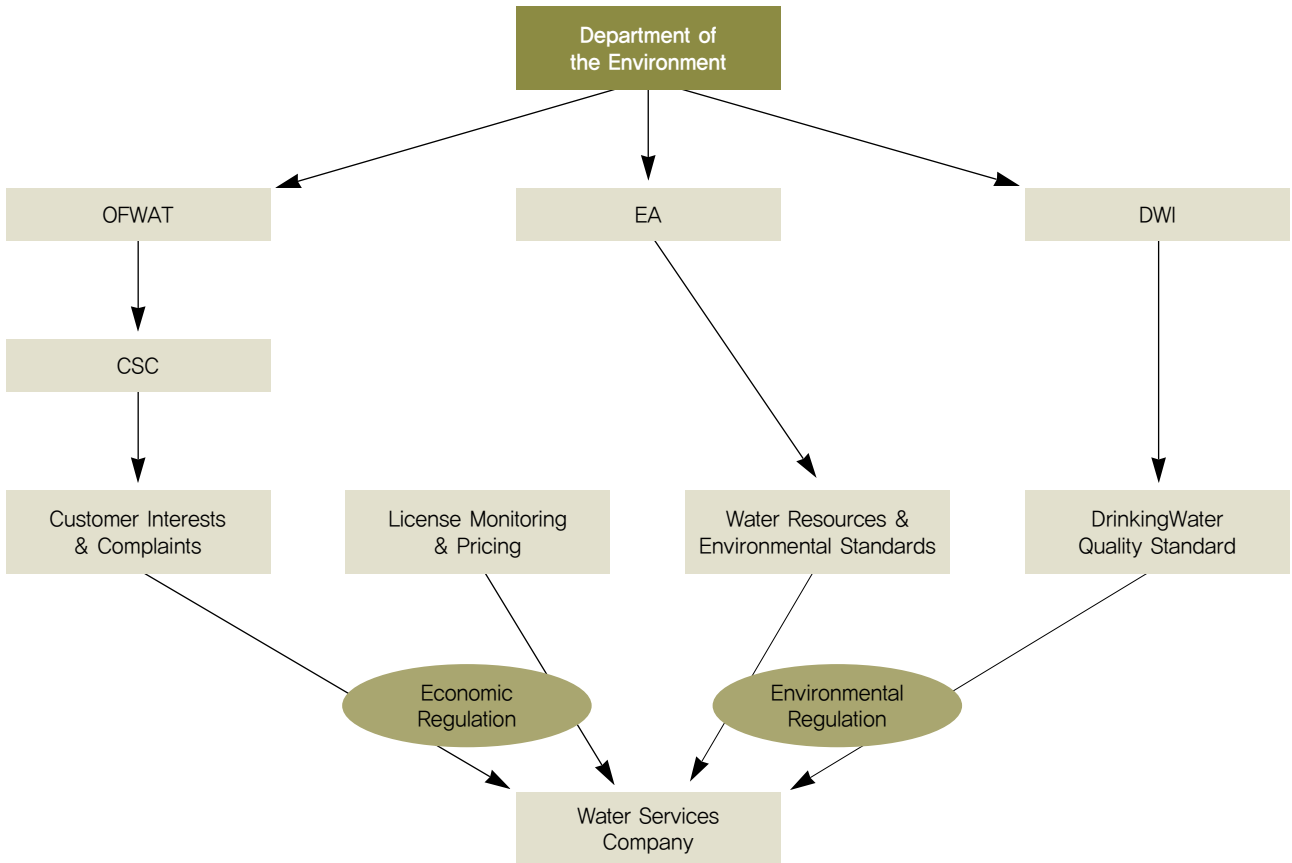 Department of
the Environment
OFWAT
EA
DWI
CSC
Customer Interests
& Complaints
License Monitoring
& Pricing
Water Resources &
Environmental Standards
DrinkingWater
Quality Standard
Economic
Regulation
Environmental
Regulation
Water Services
Company